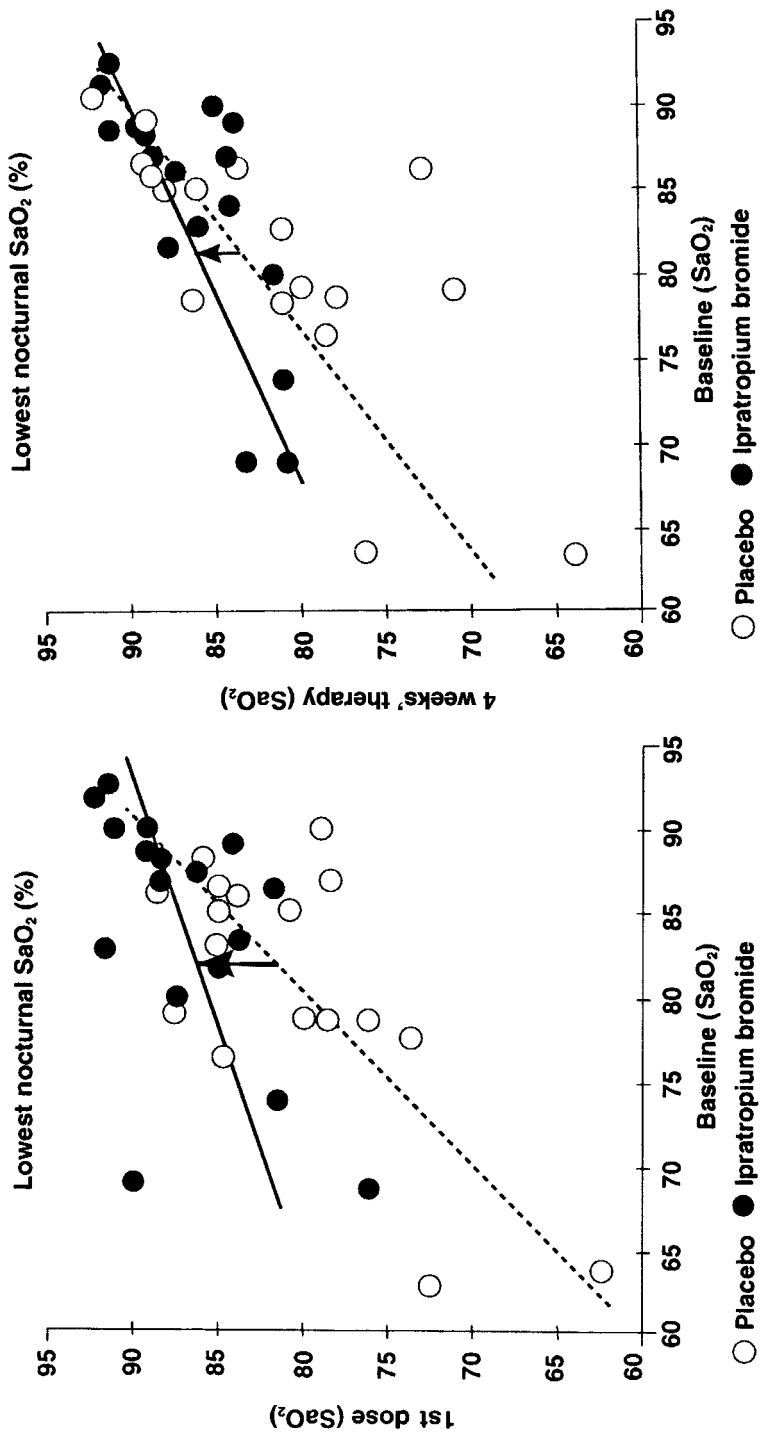 Lowest nocturnal SaO₂ (%)
1st dose (SaO₂)
95
90
85
80
75
70
65
60
60 65 70 75 80 85 90 95
Baseline (SaO₂)
Placebo Ipratropium bromide
Lowest nocturnal SaO₂ (%)
4 weeks’ therapy (SaO₂)
95
90
85
80
75
70
65
60
60 65 70 75 80 85 90 95
Baseline (SaO₂)
Placebo Ipratropium bromide